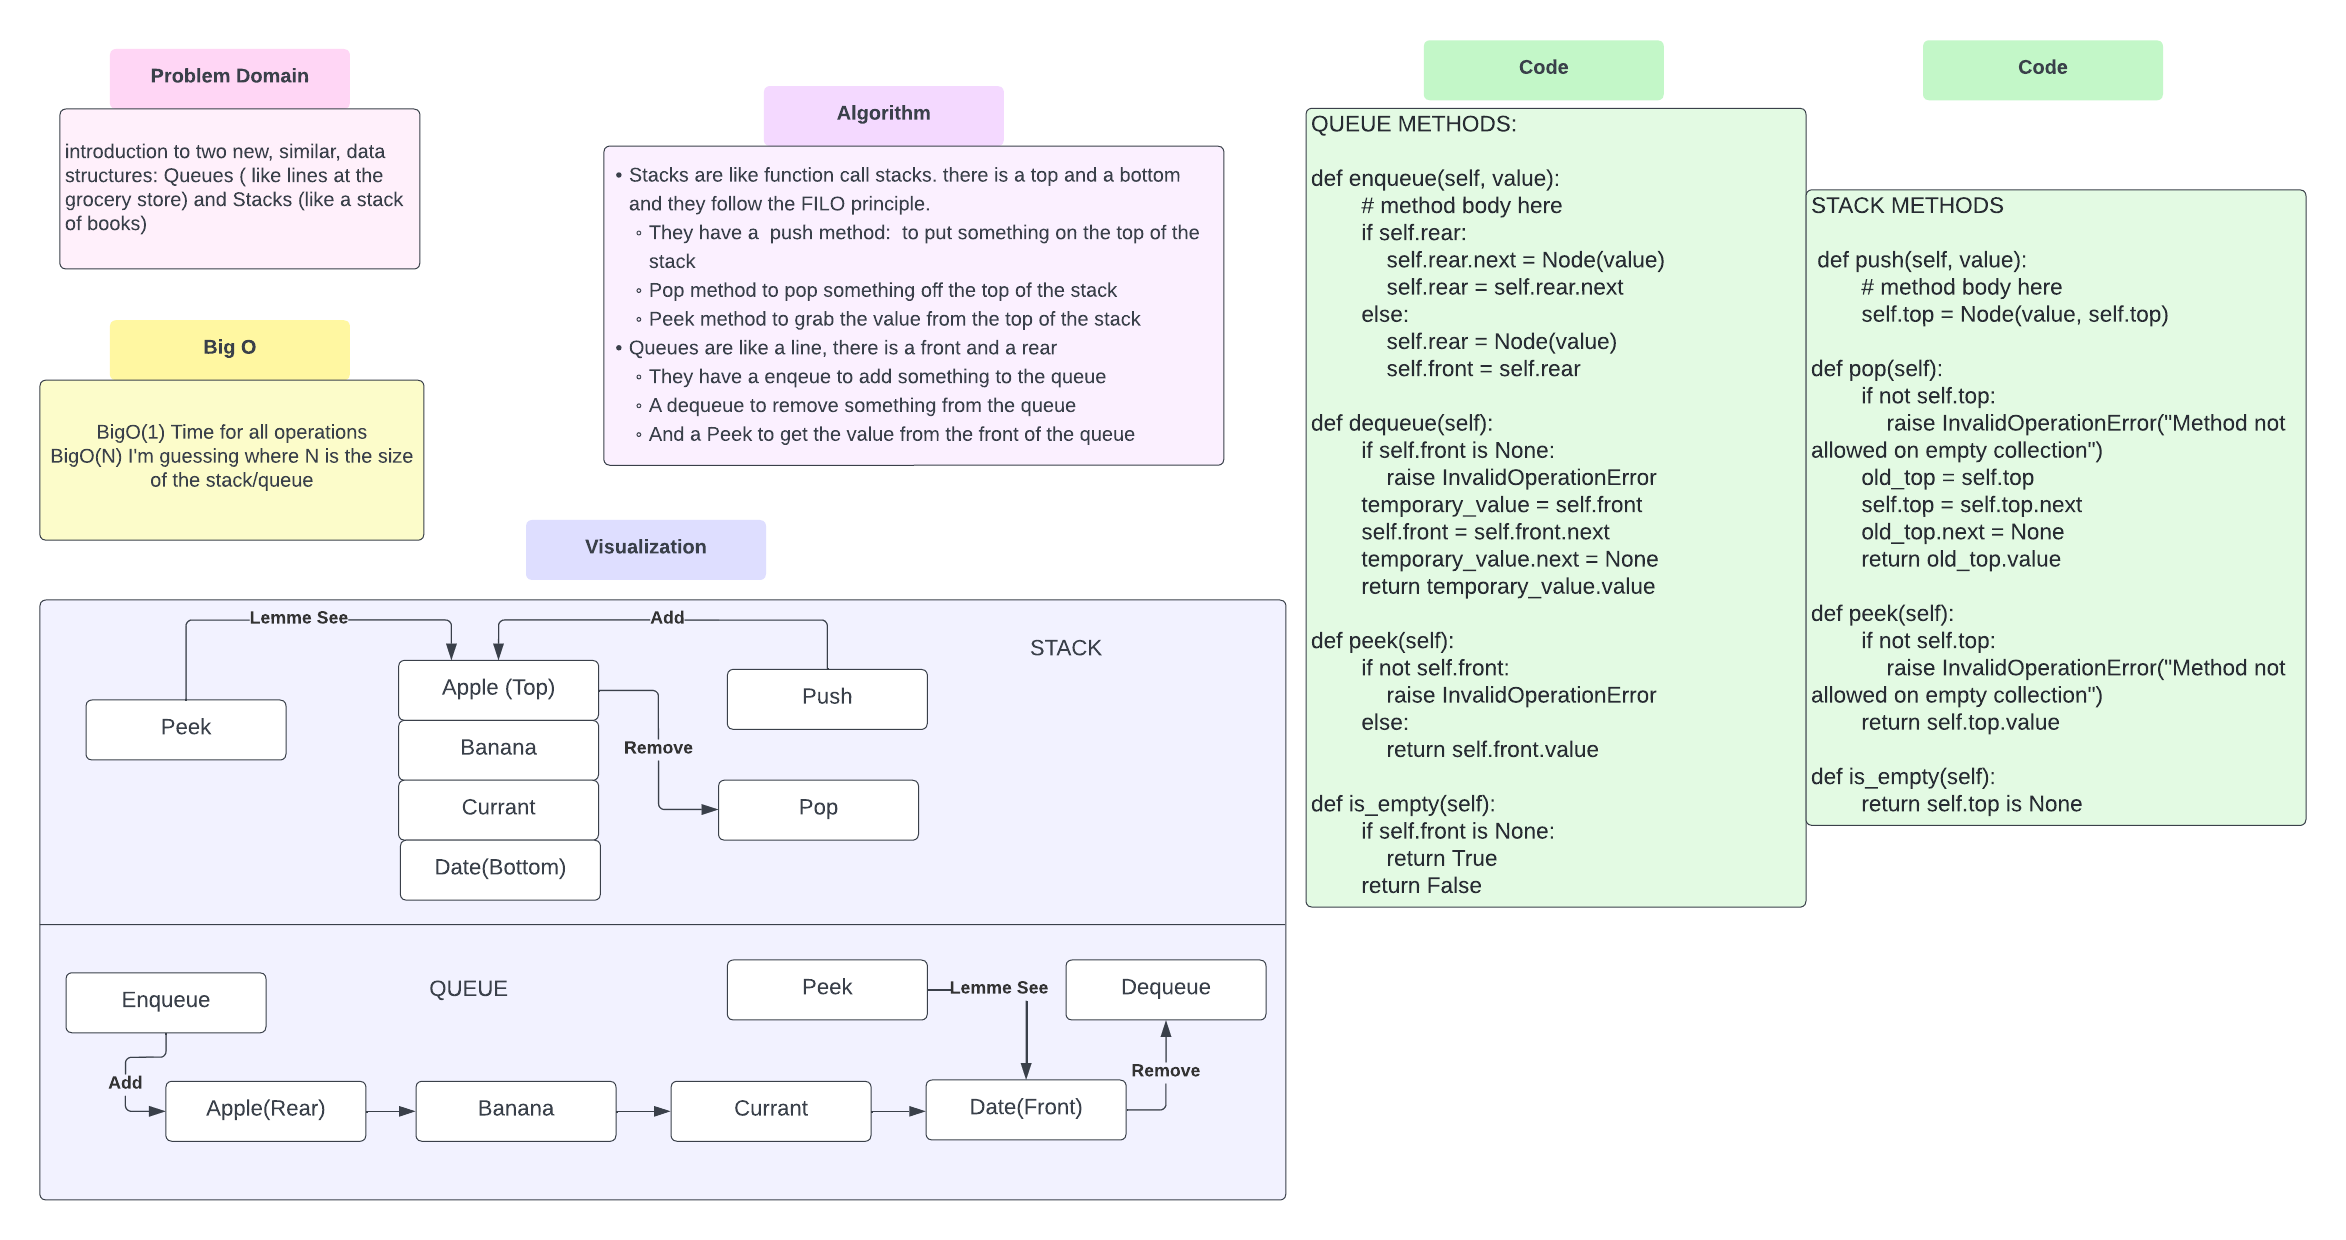 Problem Domain
introduction to two new, similar, data
structures: Queues ( like lines at the
grocery store) and Stacks (like a stack
of books)
Big O
BigO(1) Time for all operations
BigO(N) I'm guessing where N is the size
of the stack/queue
Algorithm
• Stacks are like function call stacks. there is a top and a bottom
and they follow the FILO principle.
◦ They have a  push method:  to put something on the top of the
stack
◦ Pop method to pop something off the top of the stack
◦ Peek method to grab the value from the top of the stack
• Queues are like a line, there is a front and a rear
◦ They have a enqeue to add something to the queue
◦ A dequeue to remove something from the queue
◦ And a Peek to get the value from the front of the queue
Visualization
Lemme See
Add
STACK
Apple (Top)
Push
Peek
Banana
Remove
Currant
Pop
Date(Bottom)
Enqueue
QUEUE
Peek
Lemme See
Dequeue
Add
Remove
Apple(Rear)
Banana
Currant
Date(Front)
Code
QUEUE METHODS:
def enqueue(self, value):
        # method body here
        if self.rear:
            self.rear.next = Node(value)
            self.rear = self.rear.next
        else:
            self.rear = Node(value)
            self.front = self.rear
def dequeue(self):
        if self.front is None:
            raise InvalidOperationError
        temporary_value = self.front
        self.front = self.front.next
        temporary_value.next = None
        return temporary_value.value
def peek(self):
        if not self.front:
            raise InvalidOperationError
        else:
            return self.front.value
def is_empty(self):
        if self.front is None:
            return True
        return False
Code
STACK METHODS
 def push(self, value):
        # method body here
        self.top = Node(value, self.top)
def pop(self):
        if not self.top:
            raise InvalidOperationError("Method not
allowed on empty collection")
        old_top = self.top
        self.top = self.top.next
        old_top.next = None
        return old_top.value
def peek(self):
        if not self.top:
            raise InvalidOperationError("Method not
allowed on empty collection")
        return self.top.value
def is_empty(self):
        return self.top is None